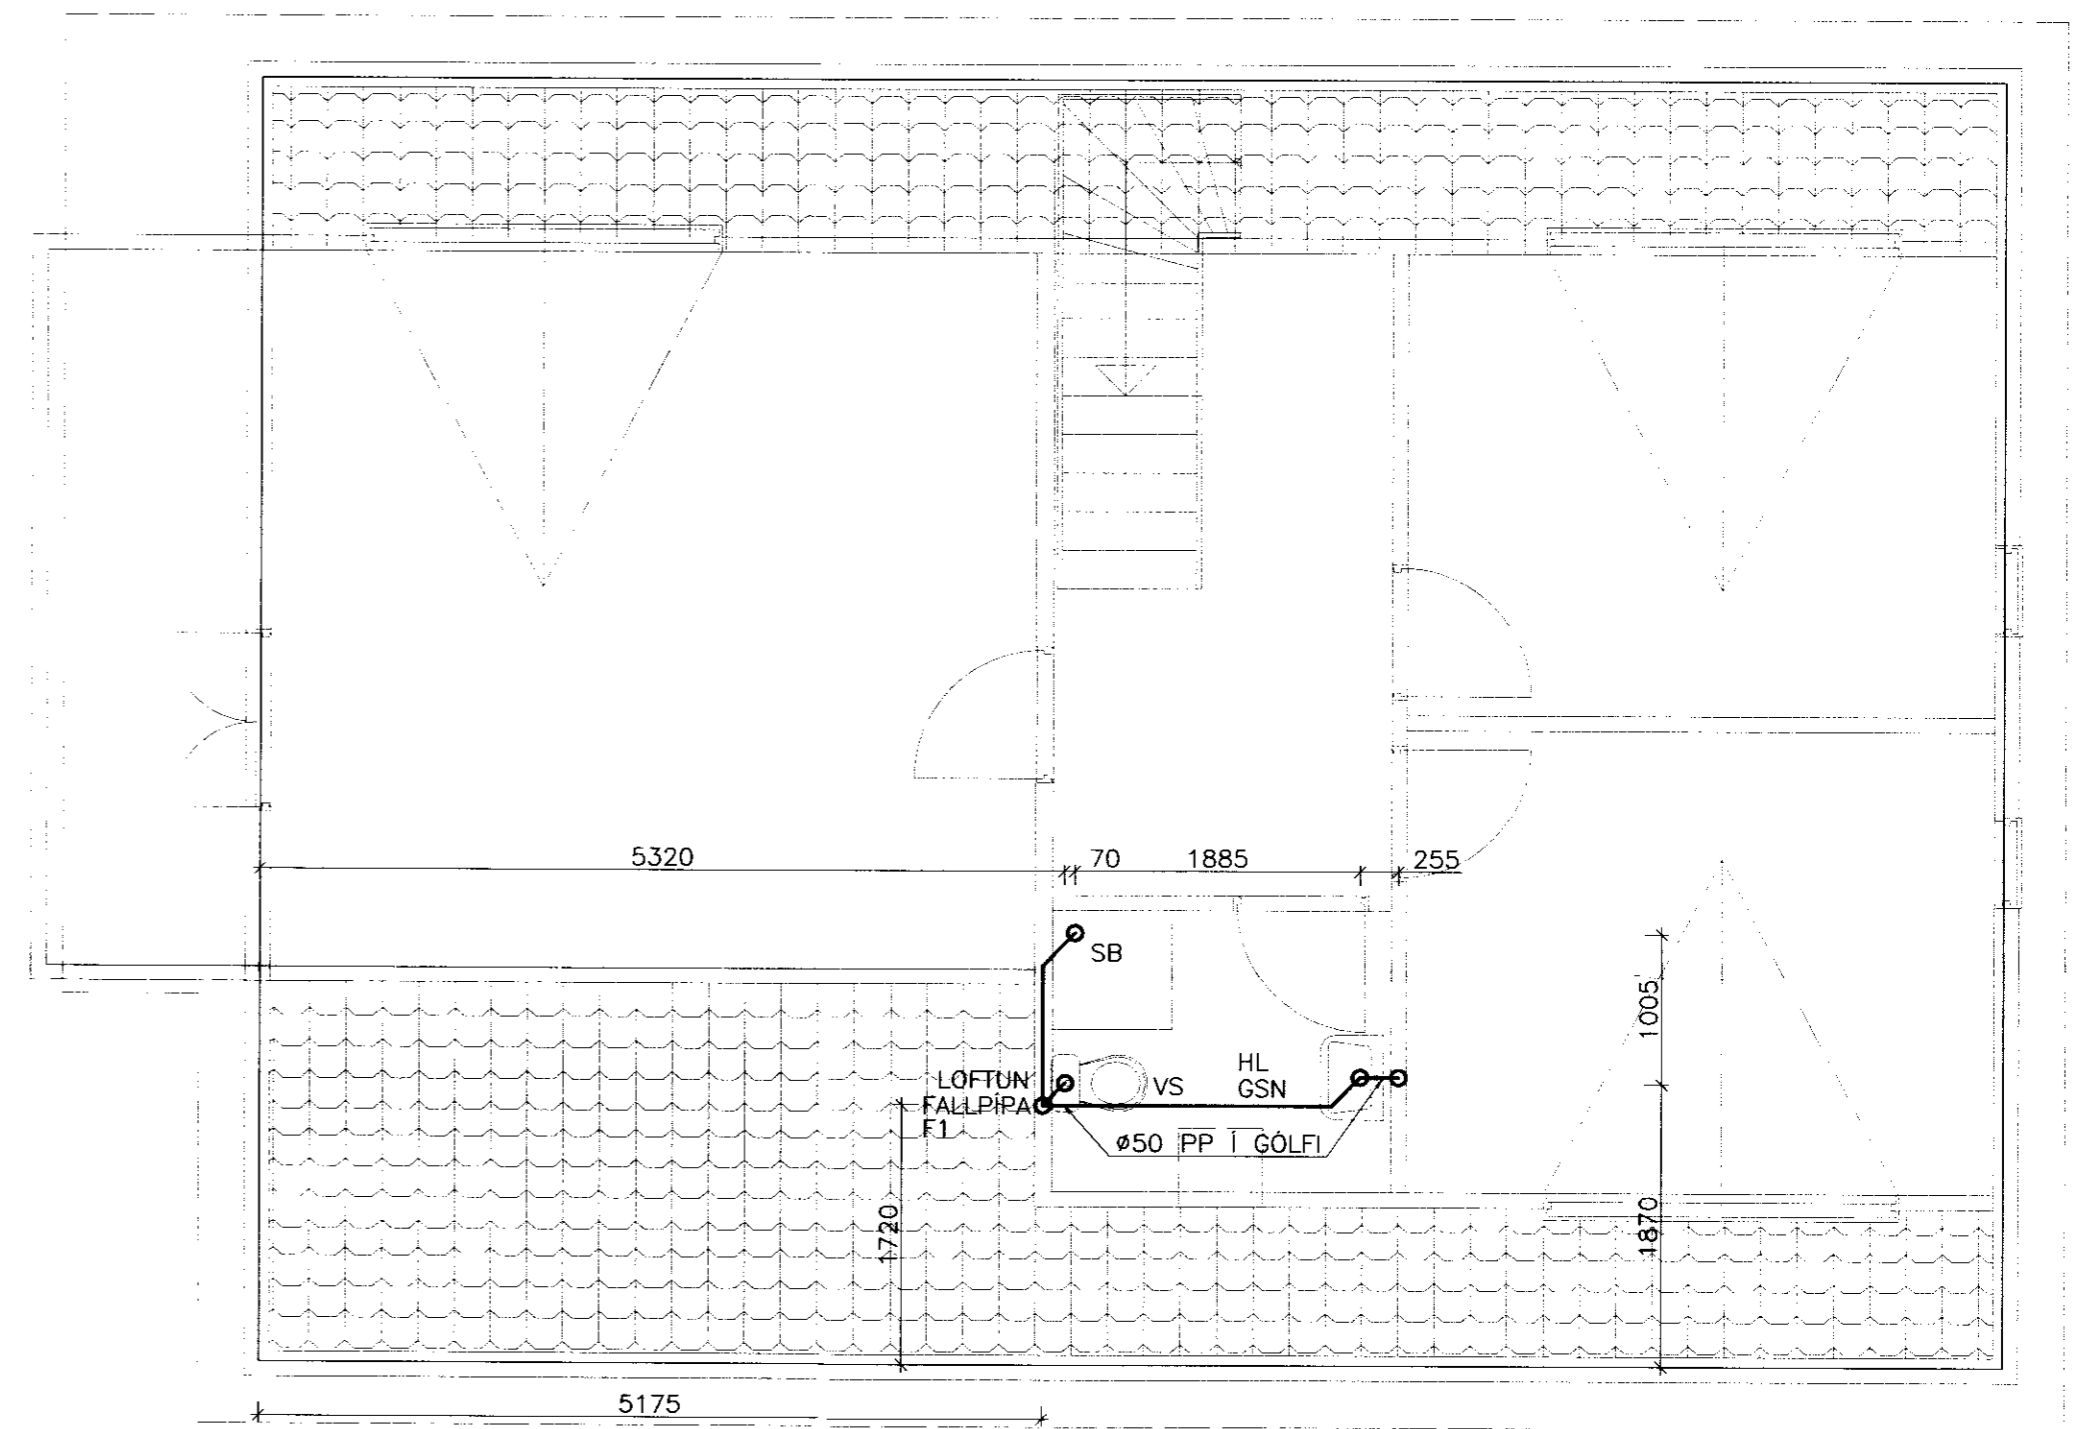 5320
70
1885
255
SB
1005
LOFTUN
FALLPÍPA
F1
VS
HL
GSN
ø50 PP Í GÓLFI
1720
1870
5175